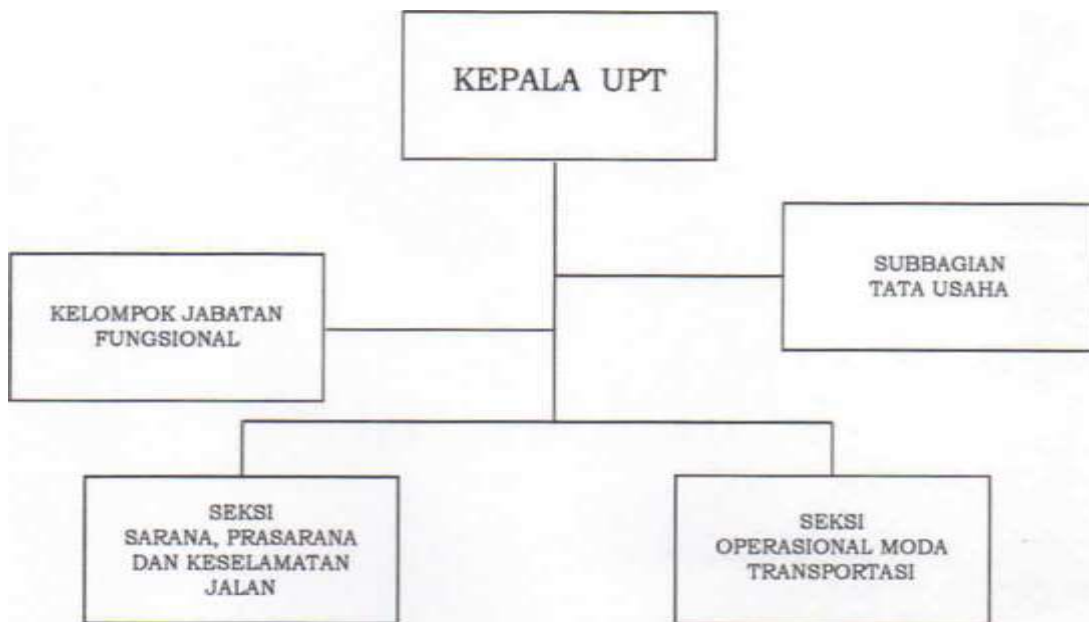 KEPALA UPT
SUBBAGIAN
TATA USAHA
KELOMPOK JABATAN
FUNGSIONAL
SEKSI
SARANA, PRASARANA
DAN KESELAMATAN
JALAN
SEKSI
OPERASIONAL MODA
TRANSPORTASI